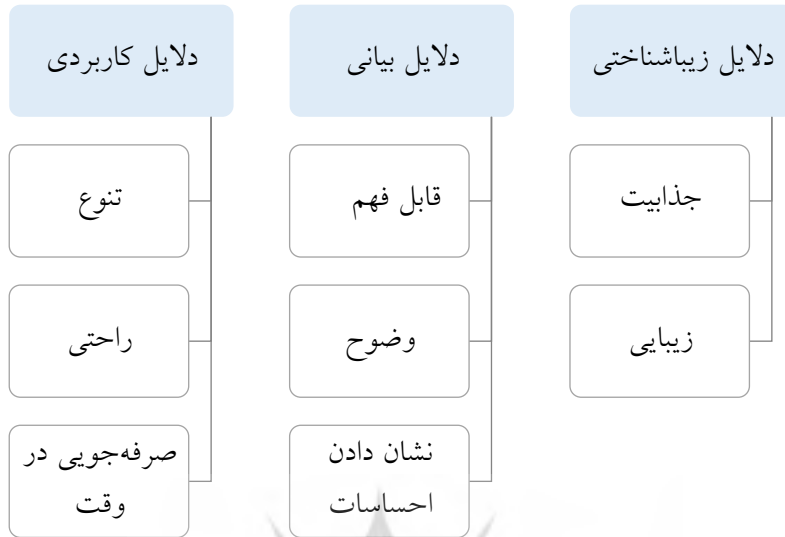 دلایل زیباشناختی
جذابیت
زیبایی
دلایل بیانی
قابل فهم
وضوح
نشان دادن
احساسات
دلایل کاربردی
تنوع
راحتی
صرفه‌جویی در
وقت